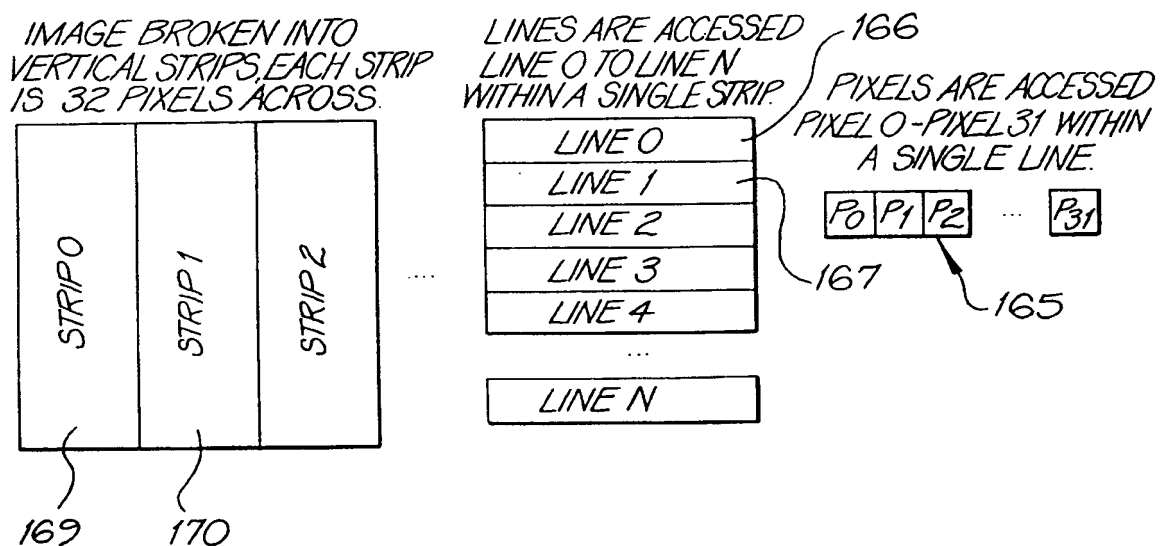 IMAGE BROKEN INTO
VERTICAL STRIPS, EACH STRIP
IS 32 PIXELS ACROSS.
STRIP 0
STRIP 1
STRIP 2
....
169
170
LINES ARE ACCESSED
LINE 0 TO LINE N
WITHIN A SINGLE STRIP.
LINE 0
LINE 1
LINE 2
LINE 3
LINE 4
...
LINE N
166
167
PIXELS ARE ACCESSED
PIXEL 0 - PIXEL 31 WITHIN
A SINGLE LINE.
P0 P1 P2 ... P31
165